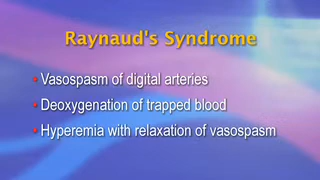 Raynaud's Syndrome
• Vasospasm of digital arteries
• Deoxygenation of trapped blood
• Hyperemia with relaxation of vasospasm